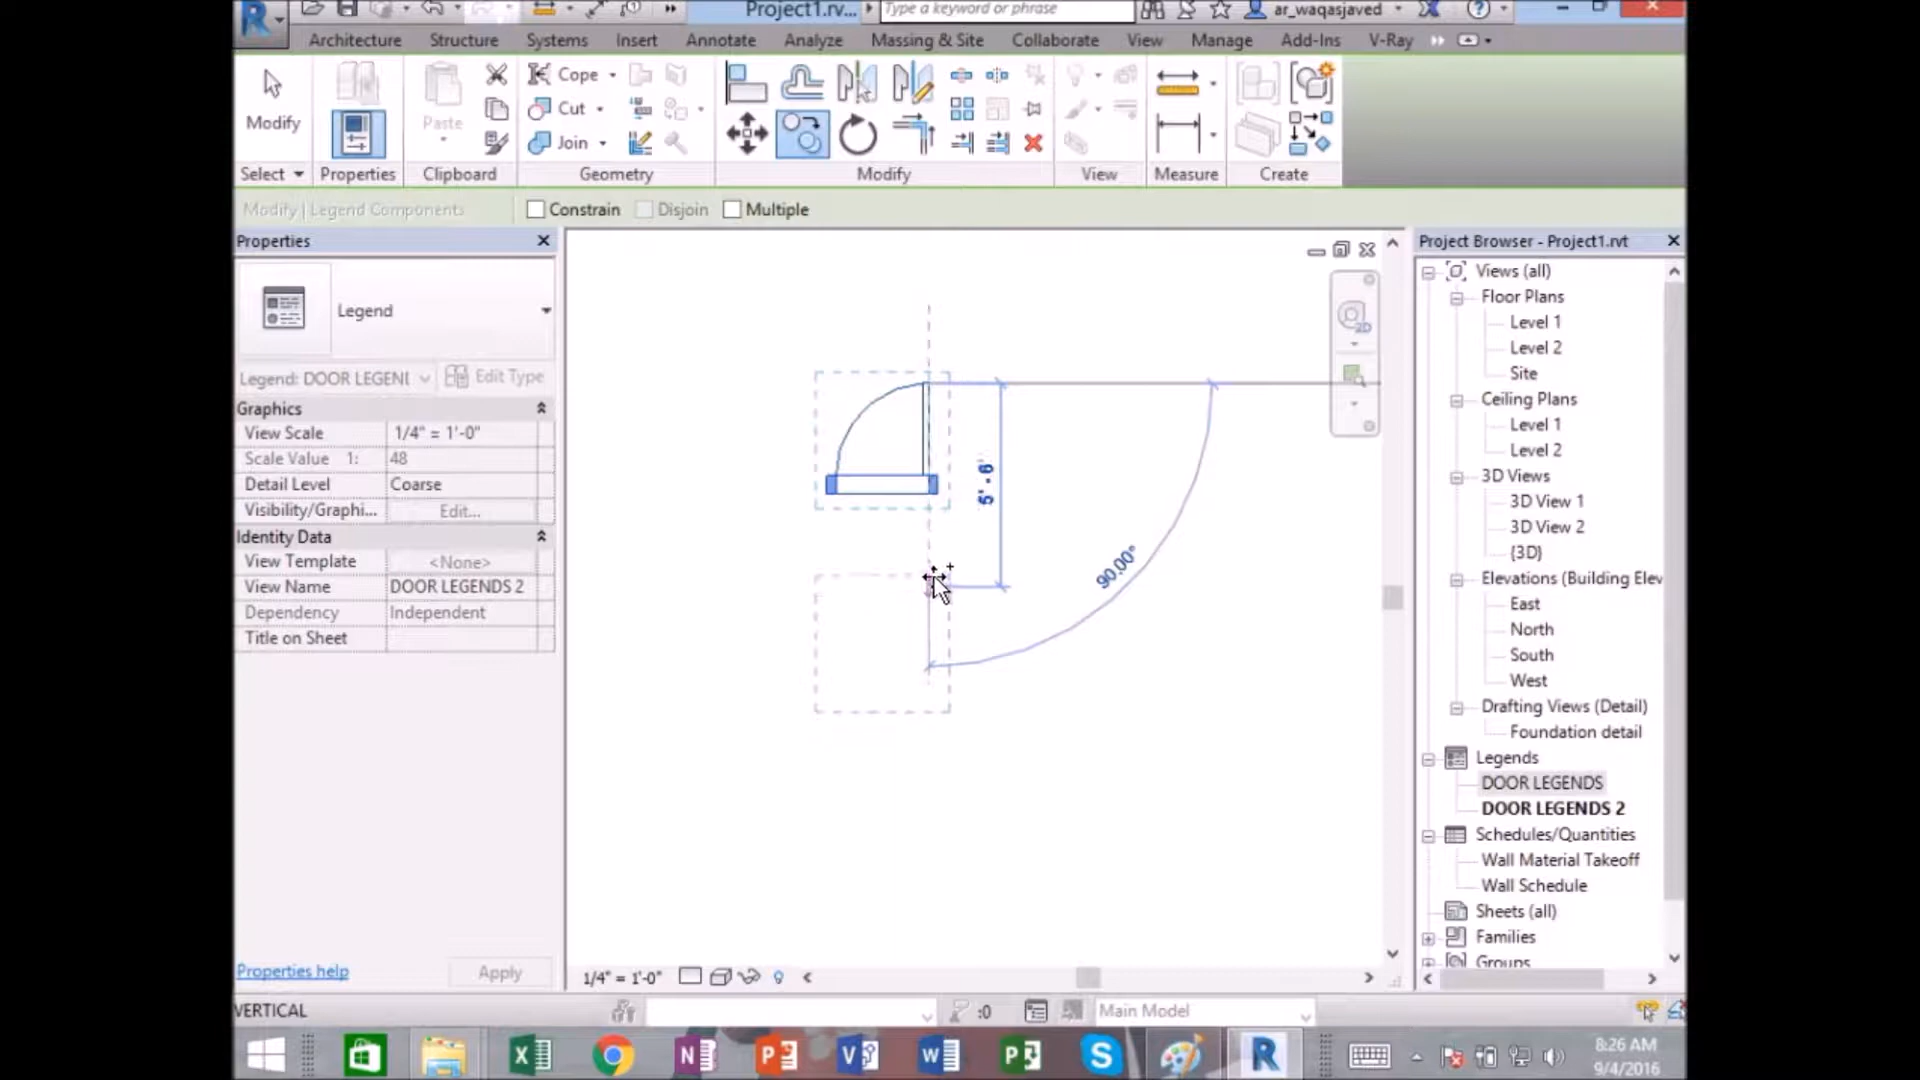 Project1.rv...
Type a keyword or phrase
ar_waqasjaved
Architecture Structure Systems Insert Annotate Analyze Massing & Site Collaborate View Manage Add-Ins V-Ray
Modify
Paste
Cope
Cut
Join
Select Properties Clipboard Geometry Modify View Measure Create
Modify | Legend Components
Constrain Disjoin Multiple
Properties
Legend
Legend: DOOR LEGENI
Edit Type
Graphics
View Scale 1/4" = 1'-0"
Scale Value 1: 48
Detail Level Coarse
Visibility/Graphi... Edit...
Identity Data
View Template <None>
View Name DOOR LEGENDS 2
Dependency Independent
Title on Sheet
Properties help
Apply
5' - 6"
90.00°
2D
1/4" = 1'-0"
Project Browser - Project1.rvt
Views (all)
Floor Plans
Level 1
Level 2
Site
Ceiling Plans
Level 1
Level 2
3D Views
3D View 1
3D View 2
{3D}
Elevations (Building Elev
East
North
South
West
Drafting Views (Detail)
Foundation detail
Legends
DOOR LEGENDS
DOOR LEGENDS 2
Schedules/Quantities
Wall Material Takeoff
Wall Schedule
Sheets (all)
Families
Groups
VERTICAL
:0
Main Model
8:26 AM
9/4/2016